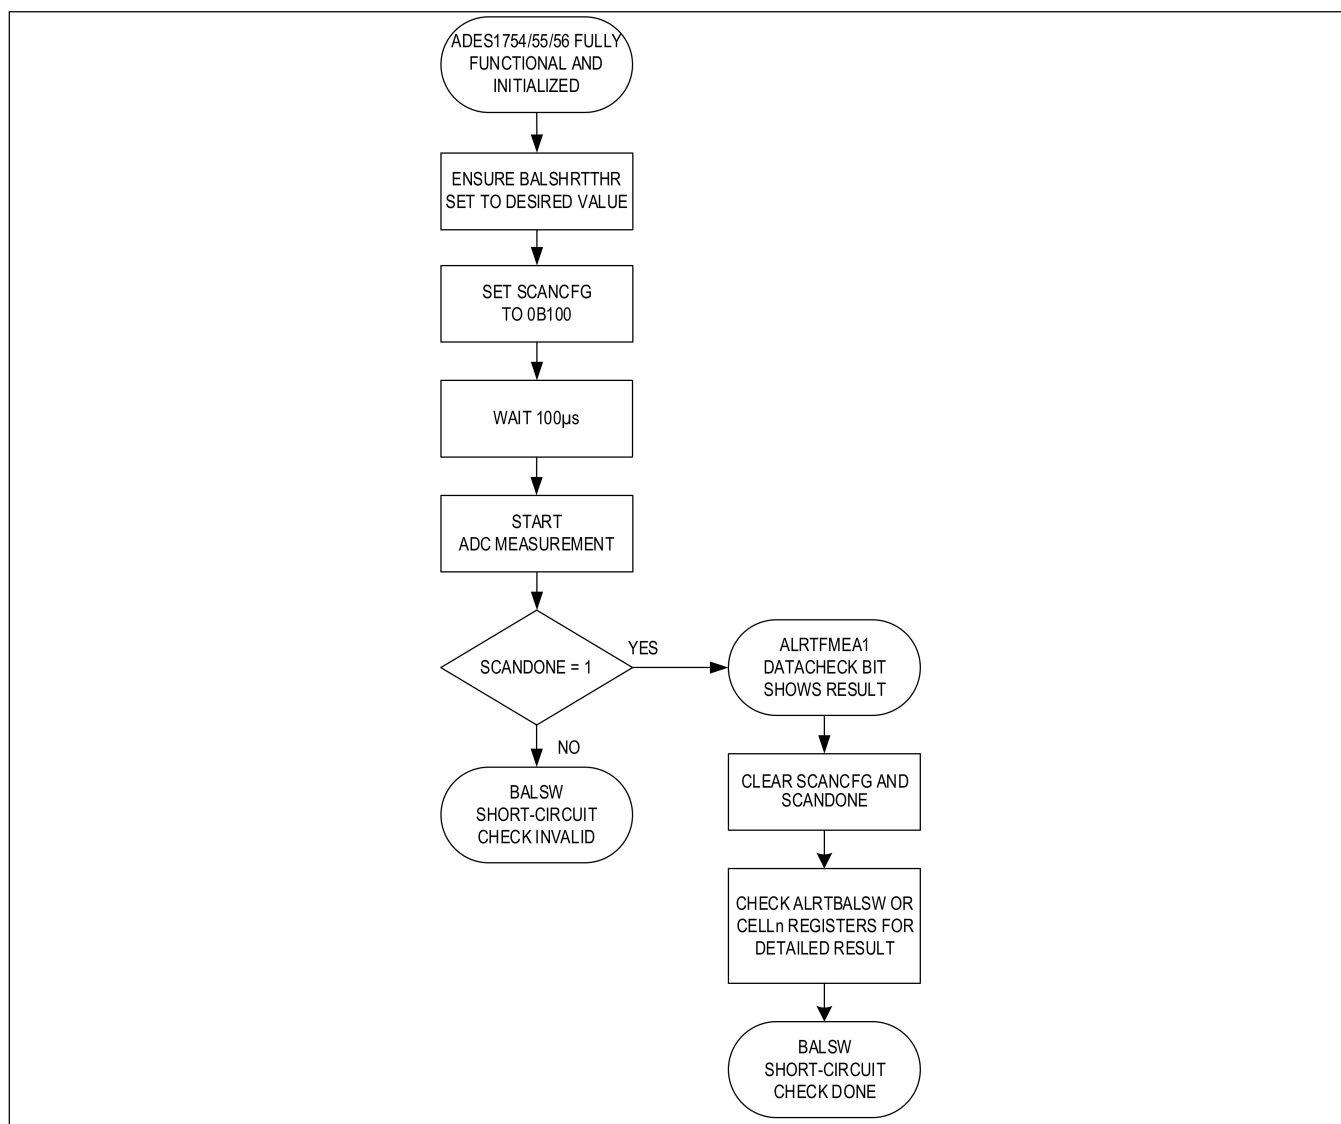 ADES1754/55/56 FULLY
FUNCTIONAL AND
INITIALIZED
ENSURE BALSHRTTHR
SET TO DESIRED VALUE
SET SCANCFG
TO 0B100
WAIT 100µs
START
ADC MEASUREMENT
SCANDONE = 1
YES
NO
BALSW
SHORT-CIRCUIT
CHECK INVALID
ALRTFMEA1
DATACHECK BIT
SHOWS RESULT
CLEAR SCANCFG AND
SCANDONE
CHECK ALRTBALSW OR
CELLn REGISTERS FOR
DETAILED RESULT
BALSW
SHORT-CIRCUIT
CHECK DONE